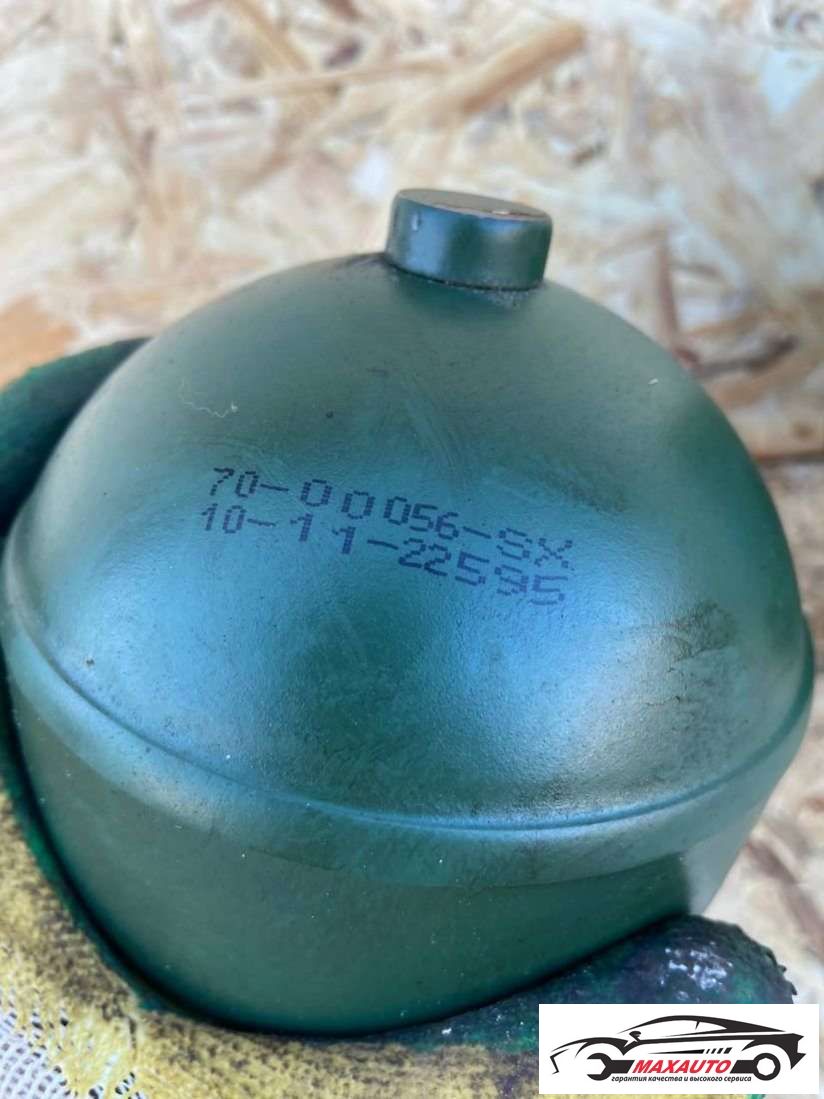 70-00056-SX
10-11-22595
MAXAUTO
гарантия качества и высокого сервиса